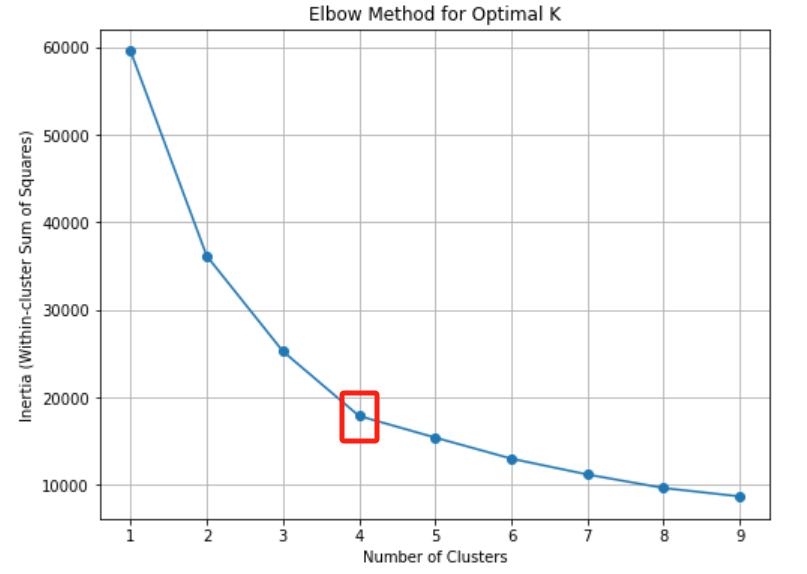 Elbow Method for Optimal K
Inertia (Within-cluster Sum of Squares)
60000
50000
40000
30000
20000
10000
1 2 3 4 5 6 7 8 9
Number of Clusters